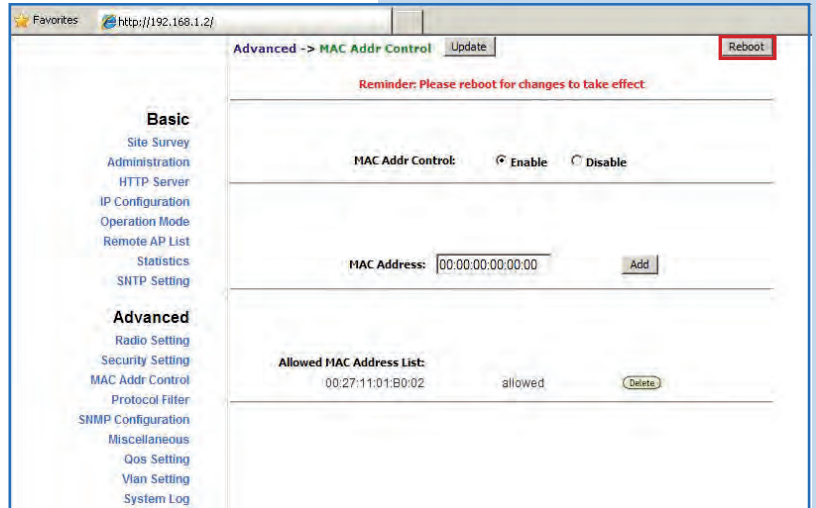 Favorites http://192.168.1.2/
Advanced -> MAC Addr Control Update Reboot
Reminder: Please reboot for changes to take effect
Basic
Site Survey
Administration
HTTP Server
IP Configuration
Operation Mode
Remote AP List
Statistics
SNTP Setting
Advanced
Radio Setting
Security Setting
MAC Addr Control
Protocol Filter
SNMP Configuration
Miscellaneous
Qos Setting
Vlan Setting
System Log
MAC Addr Control: Enable Disable
MAC Address: 00:00:00:00:00:00 Add
Allowed MAC Address List:
00:27:11:01:B0:02 allowed Delete